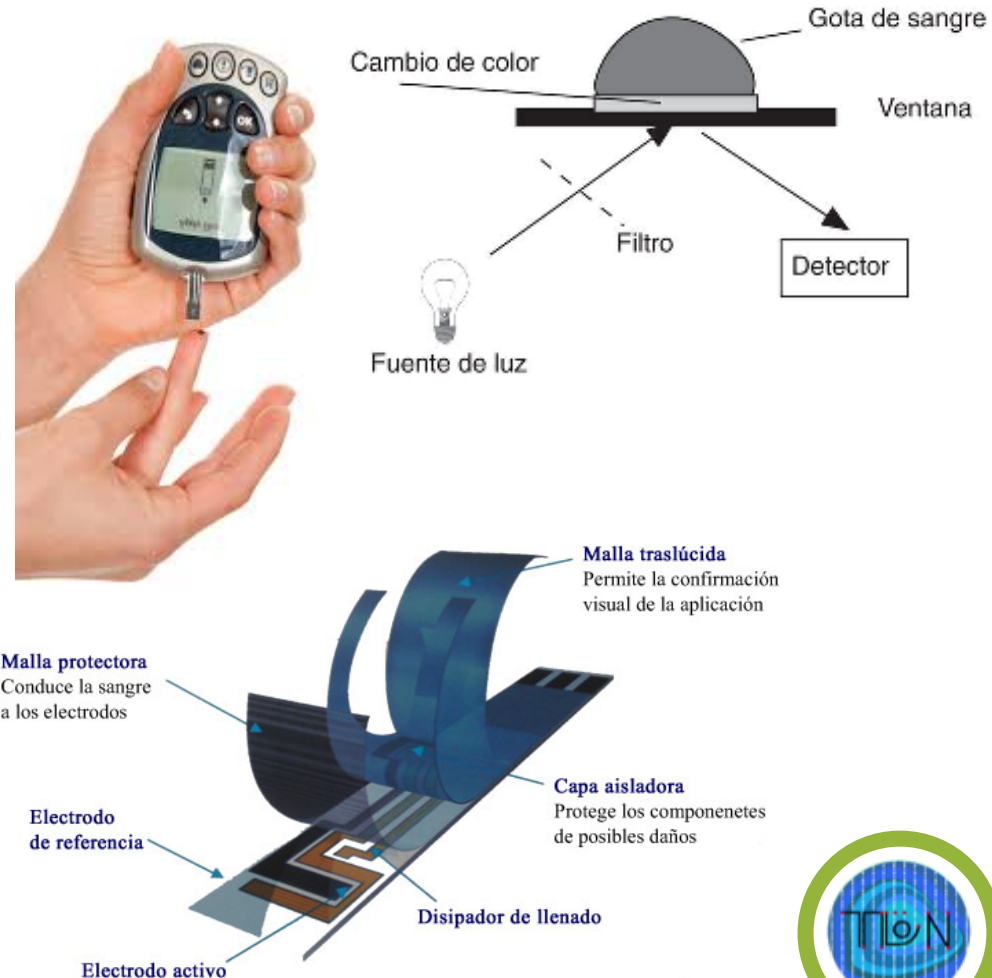 Gota de sangre
Cambio de color
Ventana
Filtro
Detector
Fuente de luz
OK
Malla traslúcida
Permite la confirmación
visual de la aplicación
Malla protectora
Conduce la sangre
a los electrodos
Capa aisladora
Protege los componenetes
de posibles daños
Electrodo
de referencia
Disipador de llenado
Electrodo activo
TLÖN